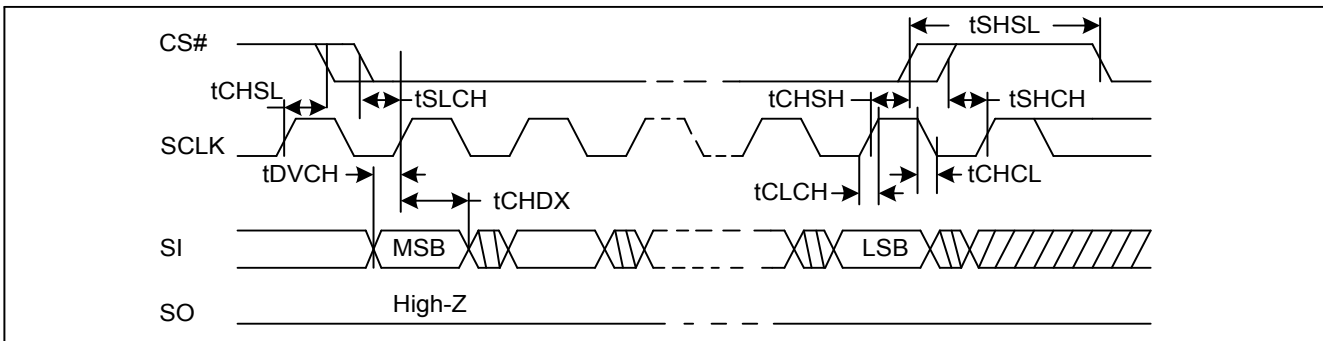 tSHSL
CS#
tCHSL
tSLCH
tCHSH
tSHCH
SCLK
tDVCH
tCHDX
tCLCH
tCHCL
SI
MSB
LSB
SO
High-Z